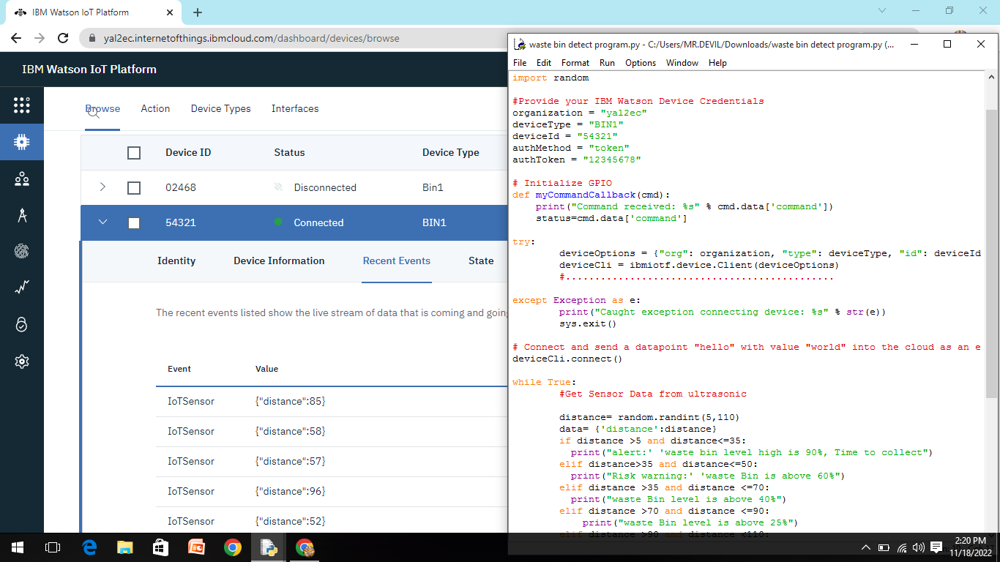 IBM Watson IoT Platform
yal2ec.internetofthings.ibmcloud.com/dashboard/devices/browse
IBM Watson IoT Platform
Browse Action Device Types Interfaces
Device ID Status Device Type
02468 Disconnected Bin1
54321 Connected BIN1
Identity Device Information Recent Events State
The recent events listed show the live stream of data that is coming and going
Event Value
IoTSensor {"distance":85}
IoTSensor {"distance":58}
IoTSensor {"distance":57}
IoTSensor {"distance":96}
IoTSensor {"distance":52}
waste bin detect program.py - C:/Users/MR.DEVIL/Downloads/waste bin detect program.py (...
File Edit Format Run Options Window Help
import random
#Provide your IBM Watson Device Credentials
organization = "yal2ec"
deviceType = "BIN1"
deviceId = "54321"
authMethod = "token"
authToken = "12345678"
# Initialize GPIO
def myCommandCallback(cmd):
print("Command received: %s" % cmd.data['command'])
status=cmd.data['command']
try:
deviceOptions = {"org": organization, "type": deviceType, "id": deviceId
deviceCli = ibmiotf.device.Client(deviceOptions)
#..............................................
except Exception as e:
print("Caught exception connecting device: %s" % str(e))
sys.exit()
# Connect and send a datapoint "hello" with value "world" into the cloud as an e
deviceCli.connect()
while True:
#Get Sensor Data from ultrasonic
distance= random.randint(5,110)
data= {'distance':distance}
if distance >5 and distance<=35:
print("alert:' 'waste bin level high is 90%, Time to collect")
elif distance>35 and distance<=50:
print("Risk warning:' 'waste Bin is above 60%")
elif distance >35 and distance <=70:
print("waste Bin level is above 40%")
elif distance >70 and distance <=90:
print("waste Bin level is above 25%")
elif distance >90 and distance <110:
2:20 PM
11/18/2022